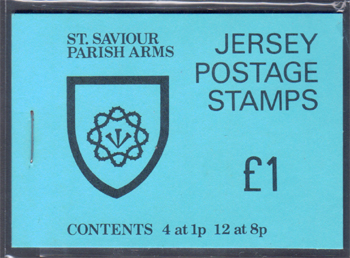 ST. SAVIOUR
PARISH ARMS
JERSEY
POSTAGE
STAMPS
£1
CONTENTS 4 at 1p 12 at 8p